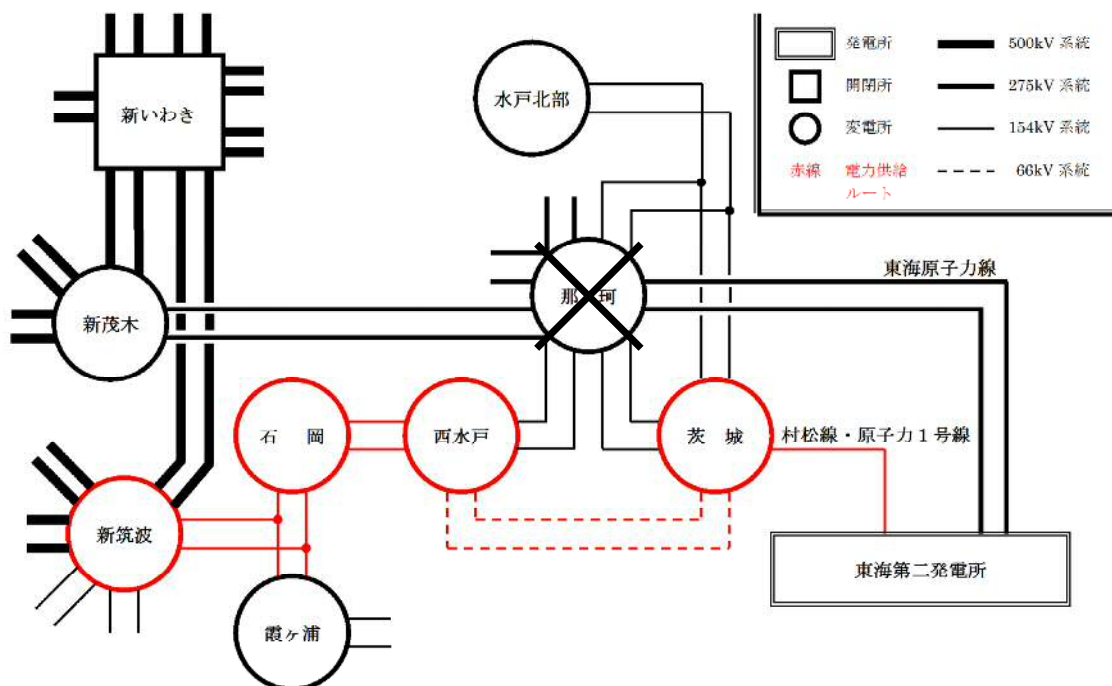 発電所
500kV 系統
開閉所
275kV 系統
変電所
154kV 系統
赤線 電力供給
ルート
66kV 系統
新いわき
水戸北部
東海原子力線
那珂
新茂木
石岡
西水戸
茨城
村松線・原子力1号線
新筑波
東海第二発電所
霞ヶ浦